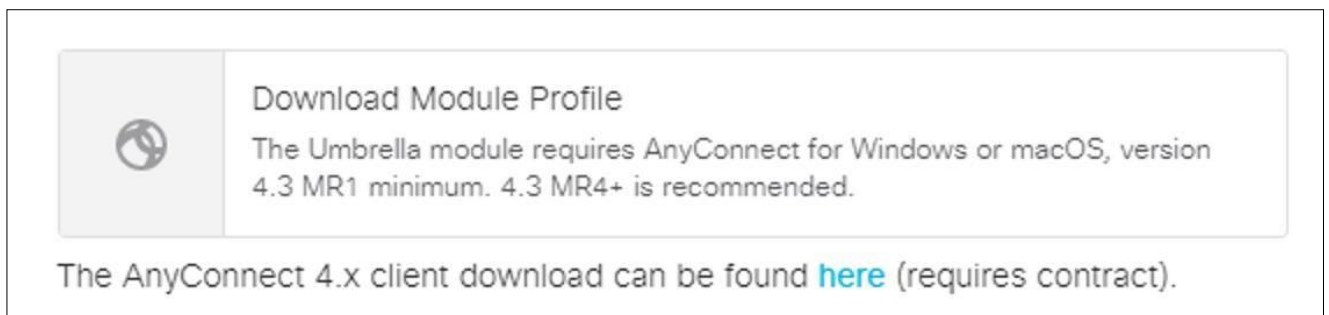 Download Module Profile
The Umbrella module requires AnyConnect for Windows or macOS, version
4.3 MR1 minimum. 4.3 MR4+ is recommended.
The AnyConnect 4.x client download can be found here (requires contract).